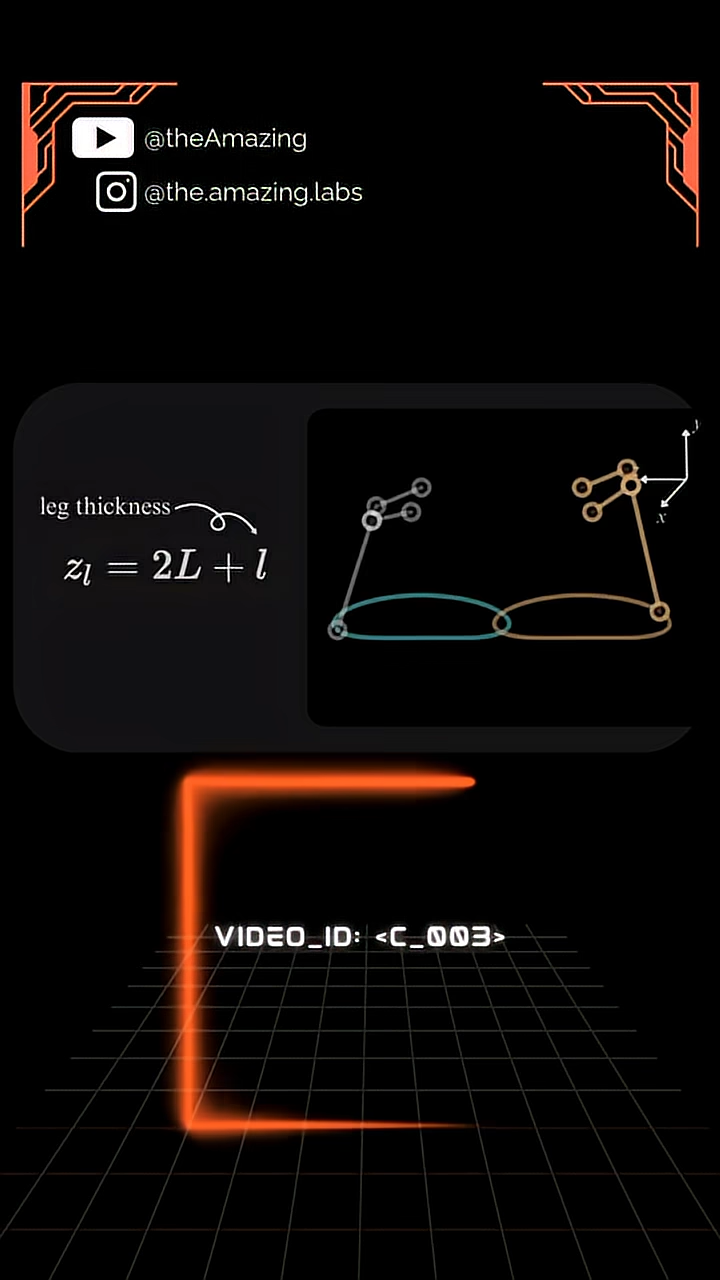 @theAmazing
@the.amazing.labs
leg thickness
z_l = 2L + l
y
x
VIDEO_ID: <C_003>